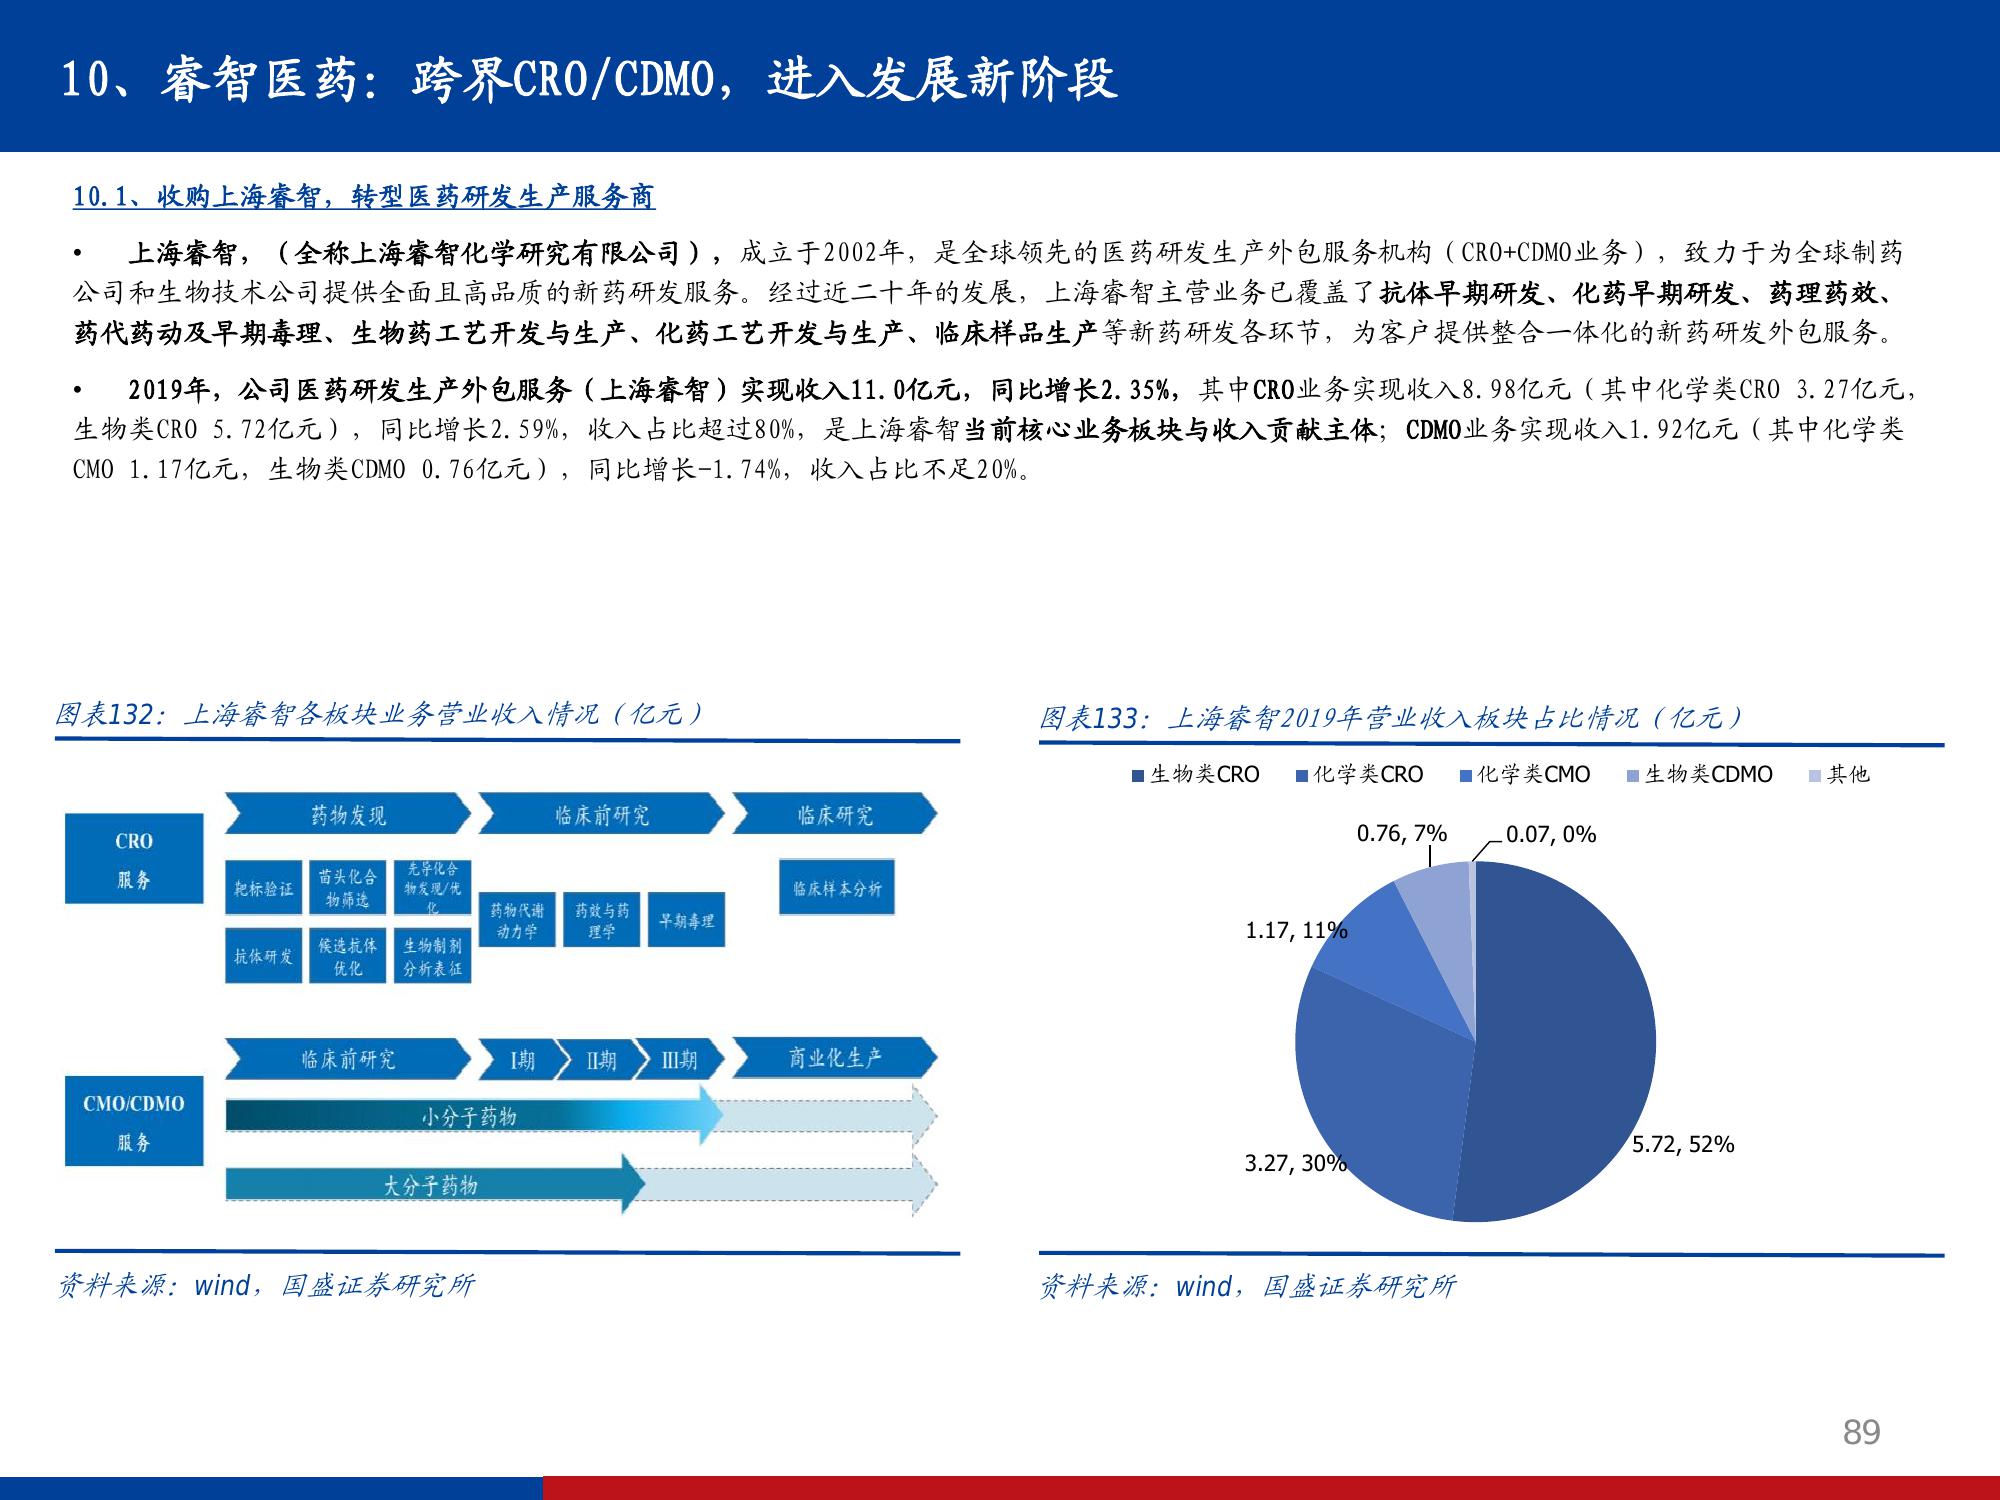 10、睿智医药：跨界CRO/CDMO，进入发展新阶段
10.1、收购上海睿智，转型医药研发生产服务商
• 上海睿智，（全称上海睿智化学研究有限公司），成立于2002年，是全球领先的医药研发生产外包服务机构（CRO+CDMO业务），致力于为全球制药
公司和生物技术公司提供全面且高品质的新药研发服务。经过近二十年的发展，上海睿智主营业务已覆盖了抗体早期研发、化药早期研发、药理药效、
药代药动及早期毒理、生物药工艺开发与生产、化药工艺开发与生产、临床样品生产等新药研发各环节，为客户提供整合一体化的新药研发外包服务。
• 2019年，公司医药研发生产外包服务（上海睿智）实现收入11.0亿元，同比增长2.35%，其中CRO业务实现收入8.98亿元（其中化学类CRO 3.27亿元，
生物类CRO 5.72亿元），同比增长2.59%，收入占比超过80%，是上海睿智当前核心业务板块与收入贡献主体；CDMO业务实现收入1.92亿元（其中化学类
CMO 1.17亿元，生物类CDMO 0.76亿元），同比增长-1.74%，收入占比不足20%。
图表132：上海睿智各板块业务营业收入情况（亿元）
CRO
服务
药物发现
临床前研究
临床研究
靶标验证
苗头化合
物筛选
先导化合
物发现/优
化
抗体研发
候选抗体
优化
生物制剂
分析表征
药物代谢
动力学
药效与药
理学
早期毒理
临床样本分析
CMO/CDMO
服务
临床前研究
I期
II期
III期
商业化生产
小分子药物
大分子药物
资料来源：wind，国盛证券研究所
图表133：上海睿智2019年营业收入板块占比情况（亿元）
生物类CRO
化学类CRO
化学类CMO
生物类CDMO
其他
0.76, 7%
0.07, 0%
1.17, 11%
3.27, 30%
5.72, 52%
资料来源：wind，国盛证券研究所
89